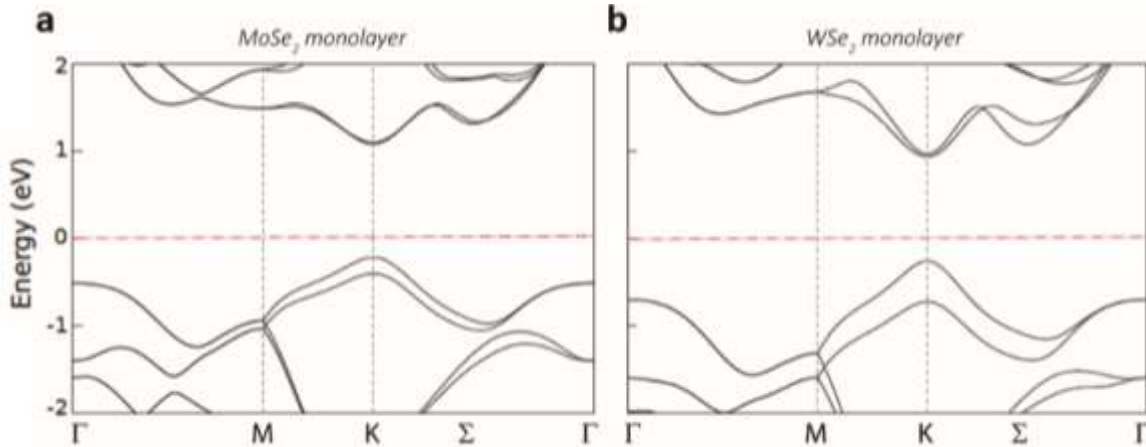 a
MoSe₂ monolayer
b
WSe₂ monolayer
Energy (eV)
2
1
0
-1
-2
Γ M K Σ Γ
Γ M K Σ Γ